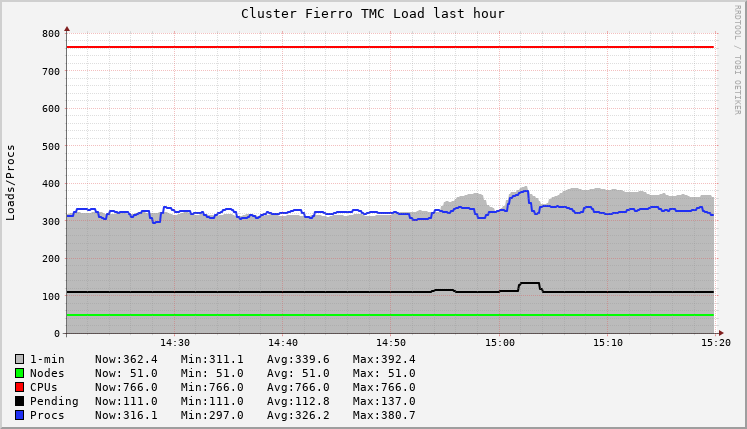 Cluster Fierro TMC Load last hour
RRDTOOL / TOBI OETIKER
Loads/Procs
800
700
600
500
400
300
200
100
0
14:30 14:40 14:50 15:00 15:10 15:20
1-min Now:362.4 Min:311.1 Avg:339.6 Max:392.4
Nodes Now: 51.0 Min: 51.0 Avg: 51.0 Max: 51.0
CPUs Now:766.0 Min:766.0 Avg:766.0 Max:766.0
Pending Now:111.0 Min:111.0 Avg:112.8 Max:137.0
Procs Now:316.1 Min:297.0 Avg:326.2 Max:380.7